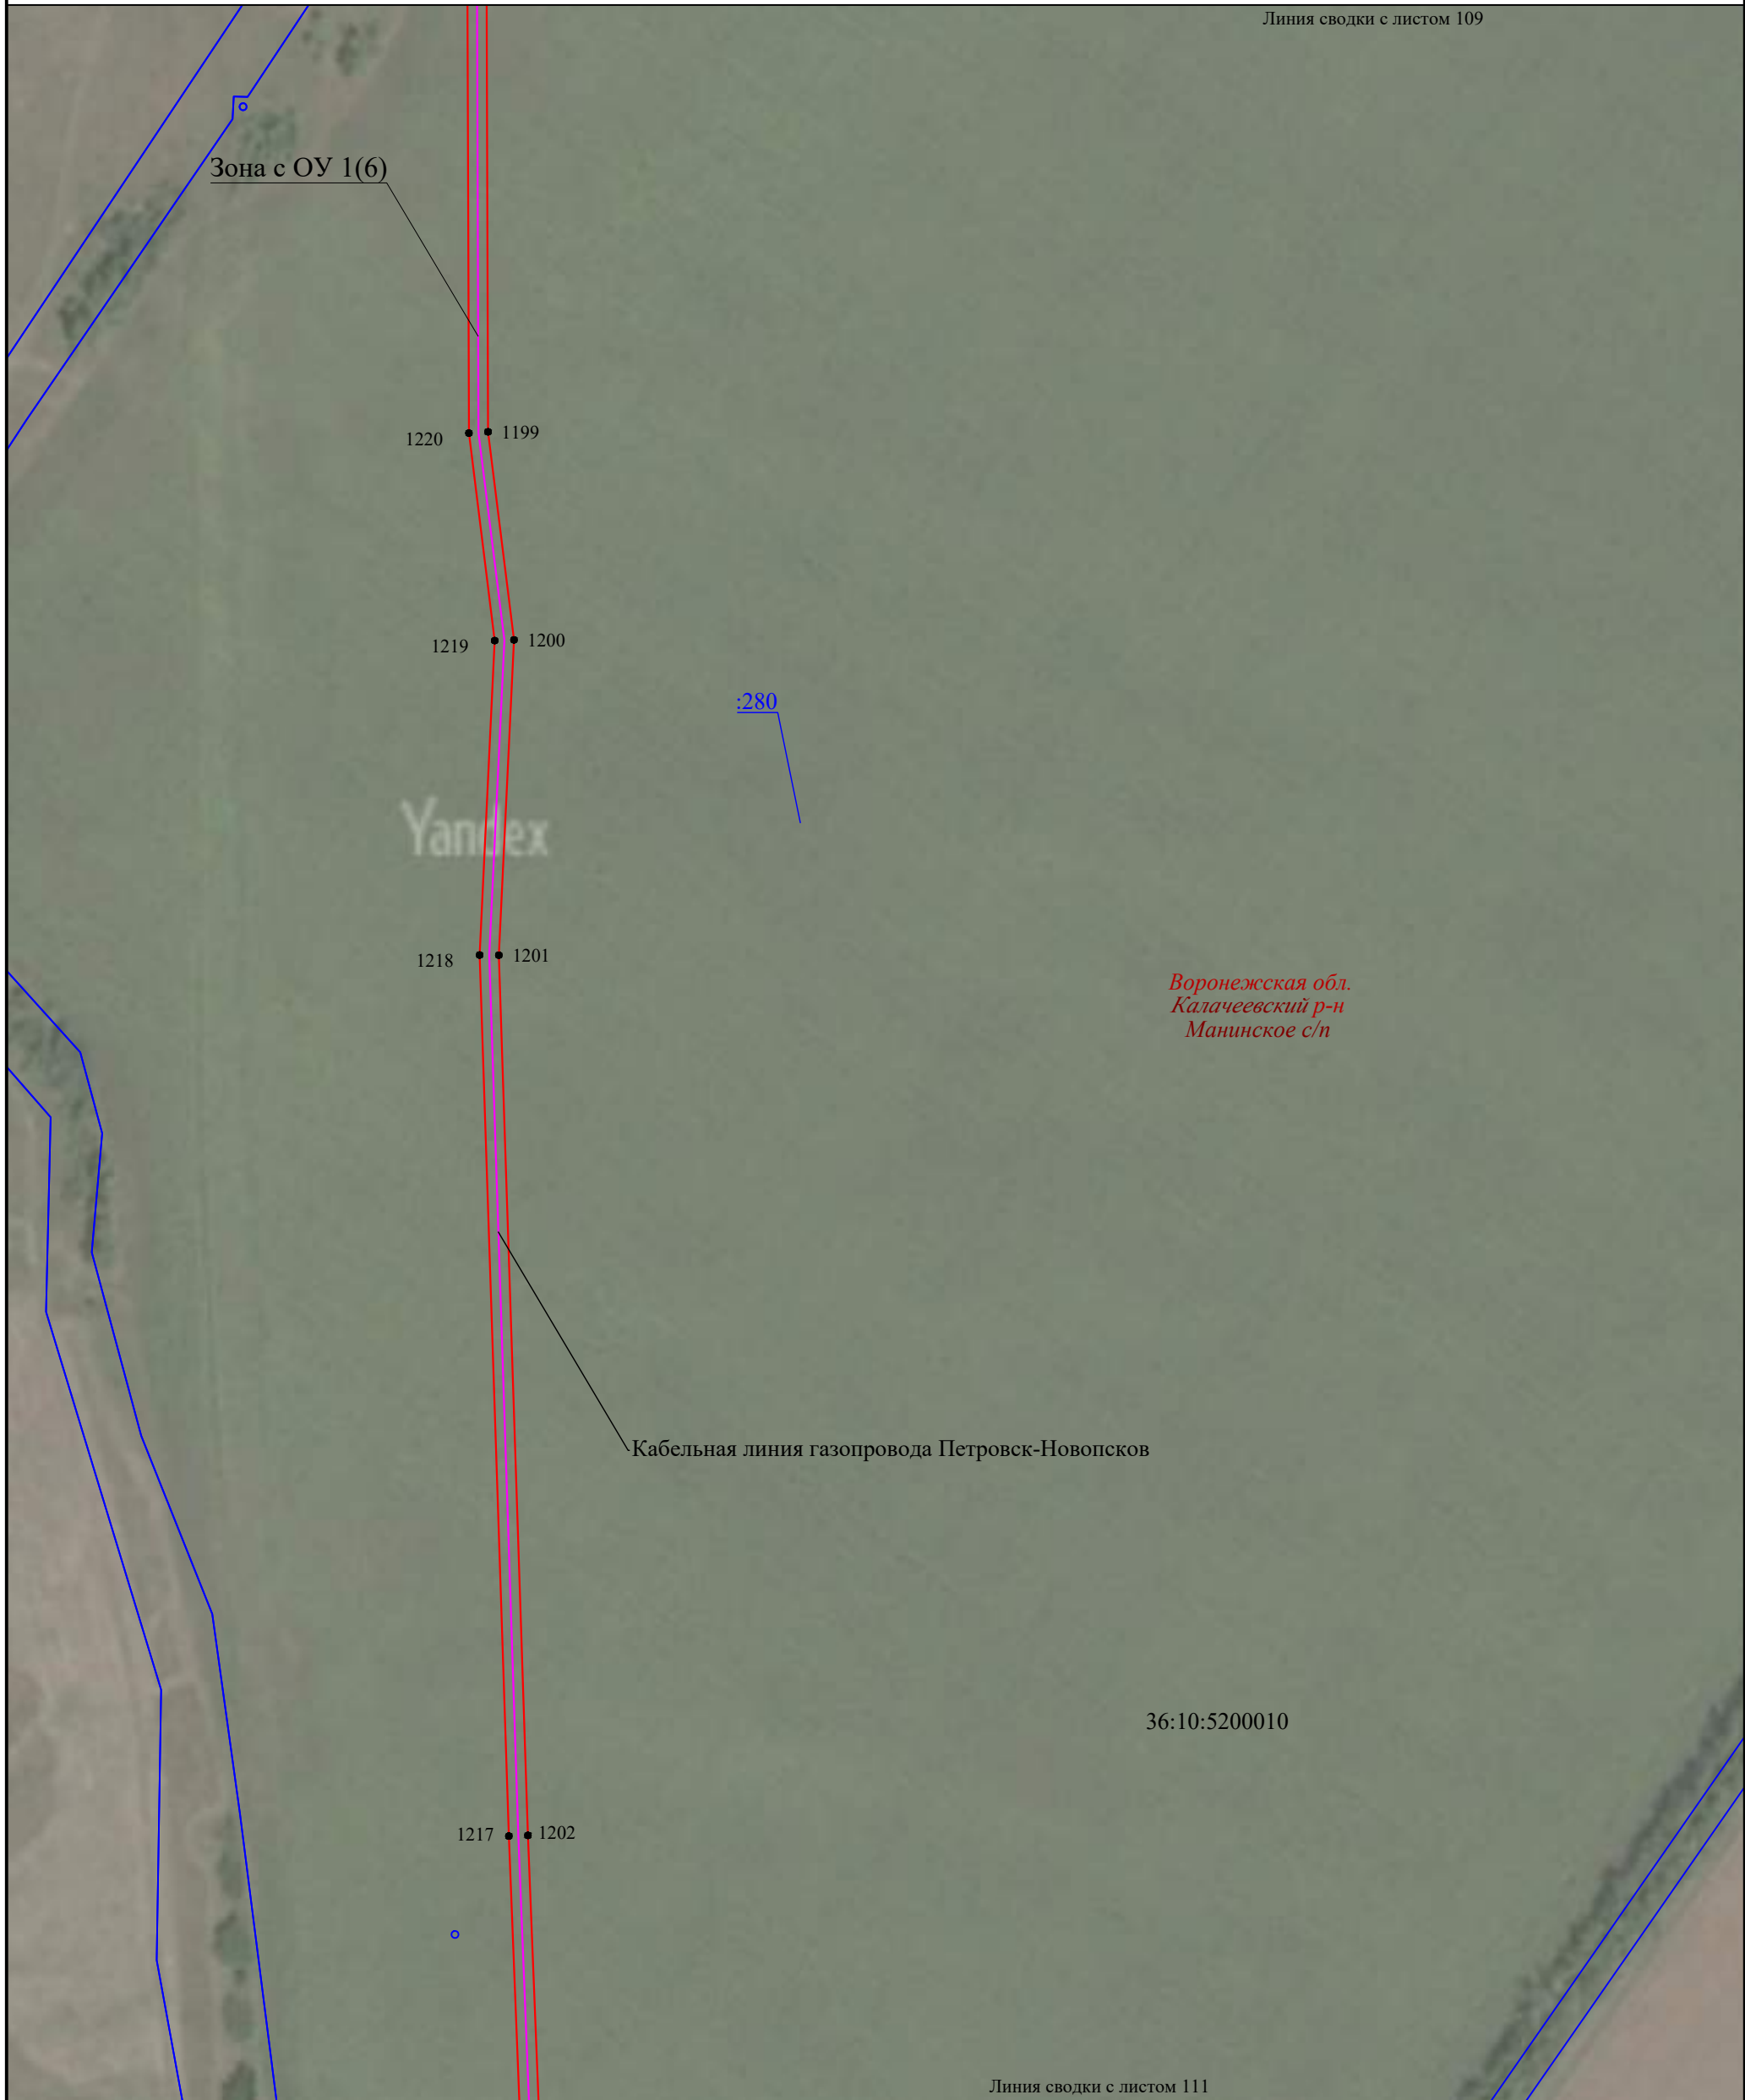 Линия сводки с листом 109
Зона с ОУ 1(6)
1220
1199
1219
1200
:280
Yandex
1218
1201
Воронежская обл.
Калачеевский р-н
Манинское с/п
Кабельная линия газопровода Петровск-Новопсков
36:10:5200010
1217
1202
Линия сводки с листом 111